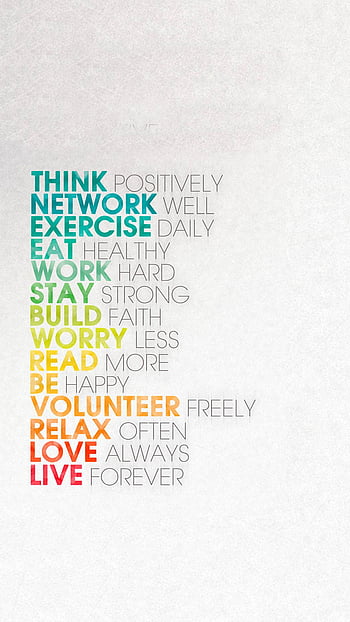 THINK POSITIVELY
NETWORK WELL
EXERCISE DAILY
EAT HEALTHY
WORK HARD
STAY STRONG
BUILD FAITH
WORRY LESS
READ MORE
BE HAPPY
VOLUNTEER FREELY
RELAX OFTEN
LOVE ALWAYS
LIVE FOREVER